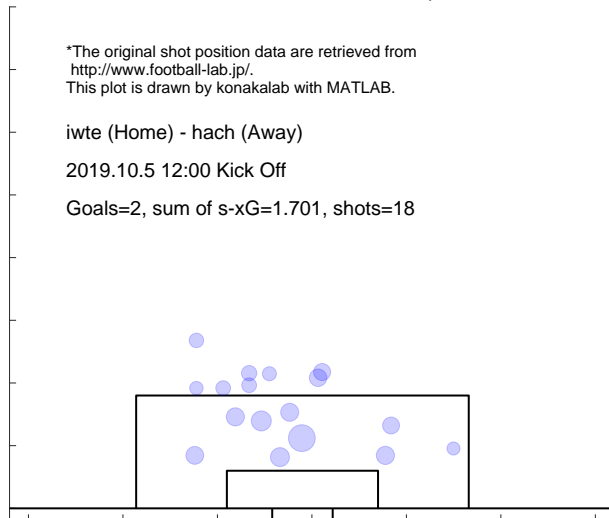 *The original shot position data are retrieved from
http://www.football-lab.jp/.
This plot is drawn by konakalab with MATLAB.
iwte (Home) - hach (Away)
2019.10.5 12:00 Kick Off
Goals=2, sum of s-xG=1.701, shots=18